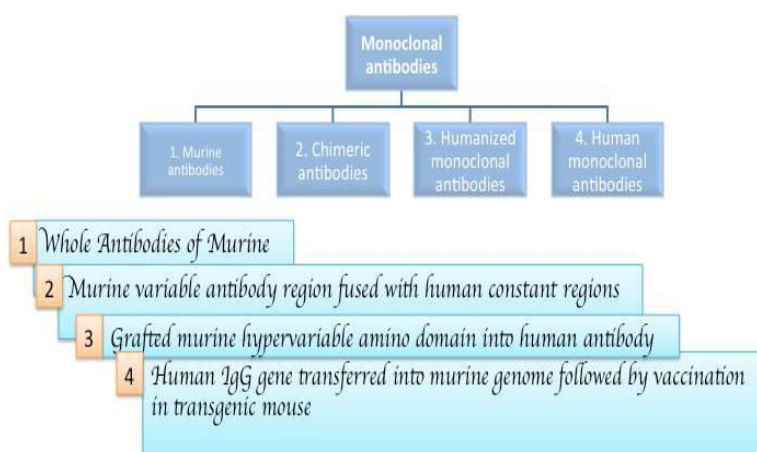 Monoclonal
antibodies
1. Murine
antibodies
2. Chimeric
antibodies
3. Humanized
monoclonal
antibodies
4. Human
monoclonal
antibodies
1 Whole Antibodies of Murine
2 Murine variable antibody region fused with human constant regions
3 Grafted murine hypervariable amino domain into human antibody
4 Human IgG gene transferred into murine genome followed by vaccination
in transgenic mouse